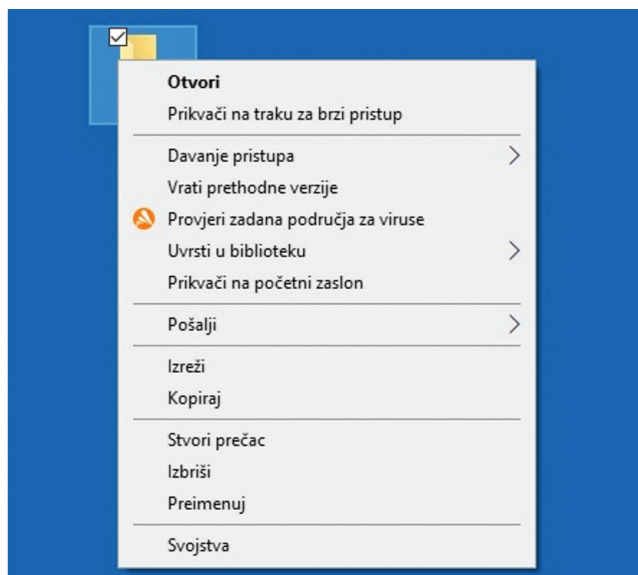 Otvori
Prikvači na traku za brzi pristup
Davanje pristupa
Vrati prethodne verzije
Provjeri zadana područja za viruse
Uvrsti u biblioteku
Prikvači na početni zaslon
Pošalji
Izreži
Kopiraj
Stvori prečac
Izbriši
Preimenuj
Svojstva